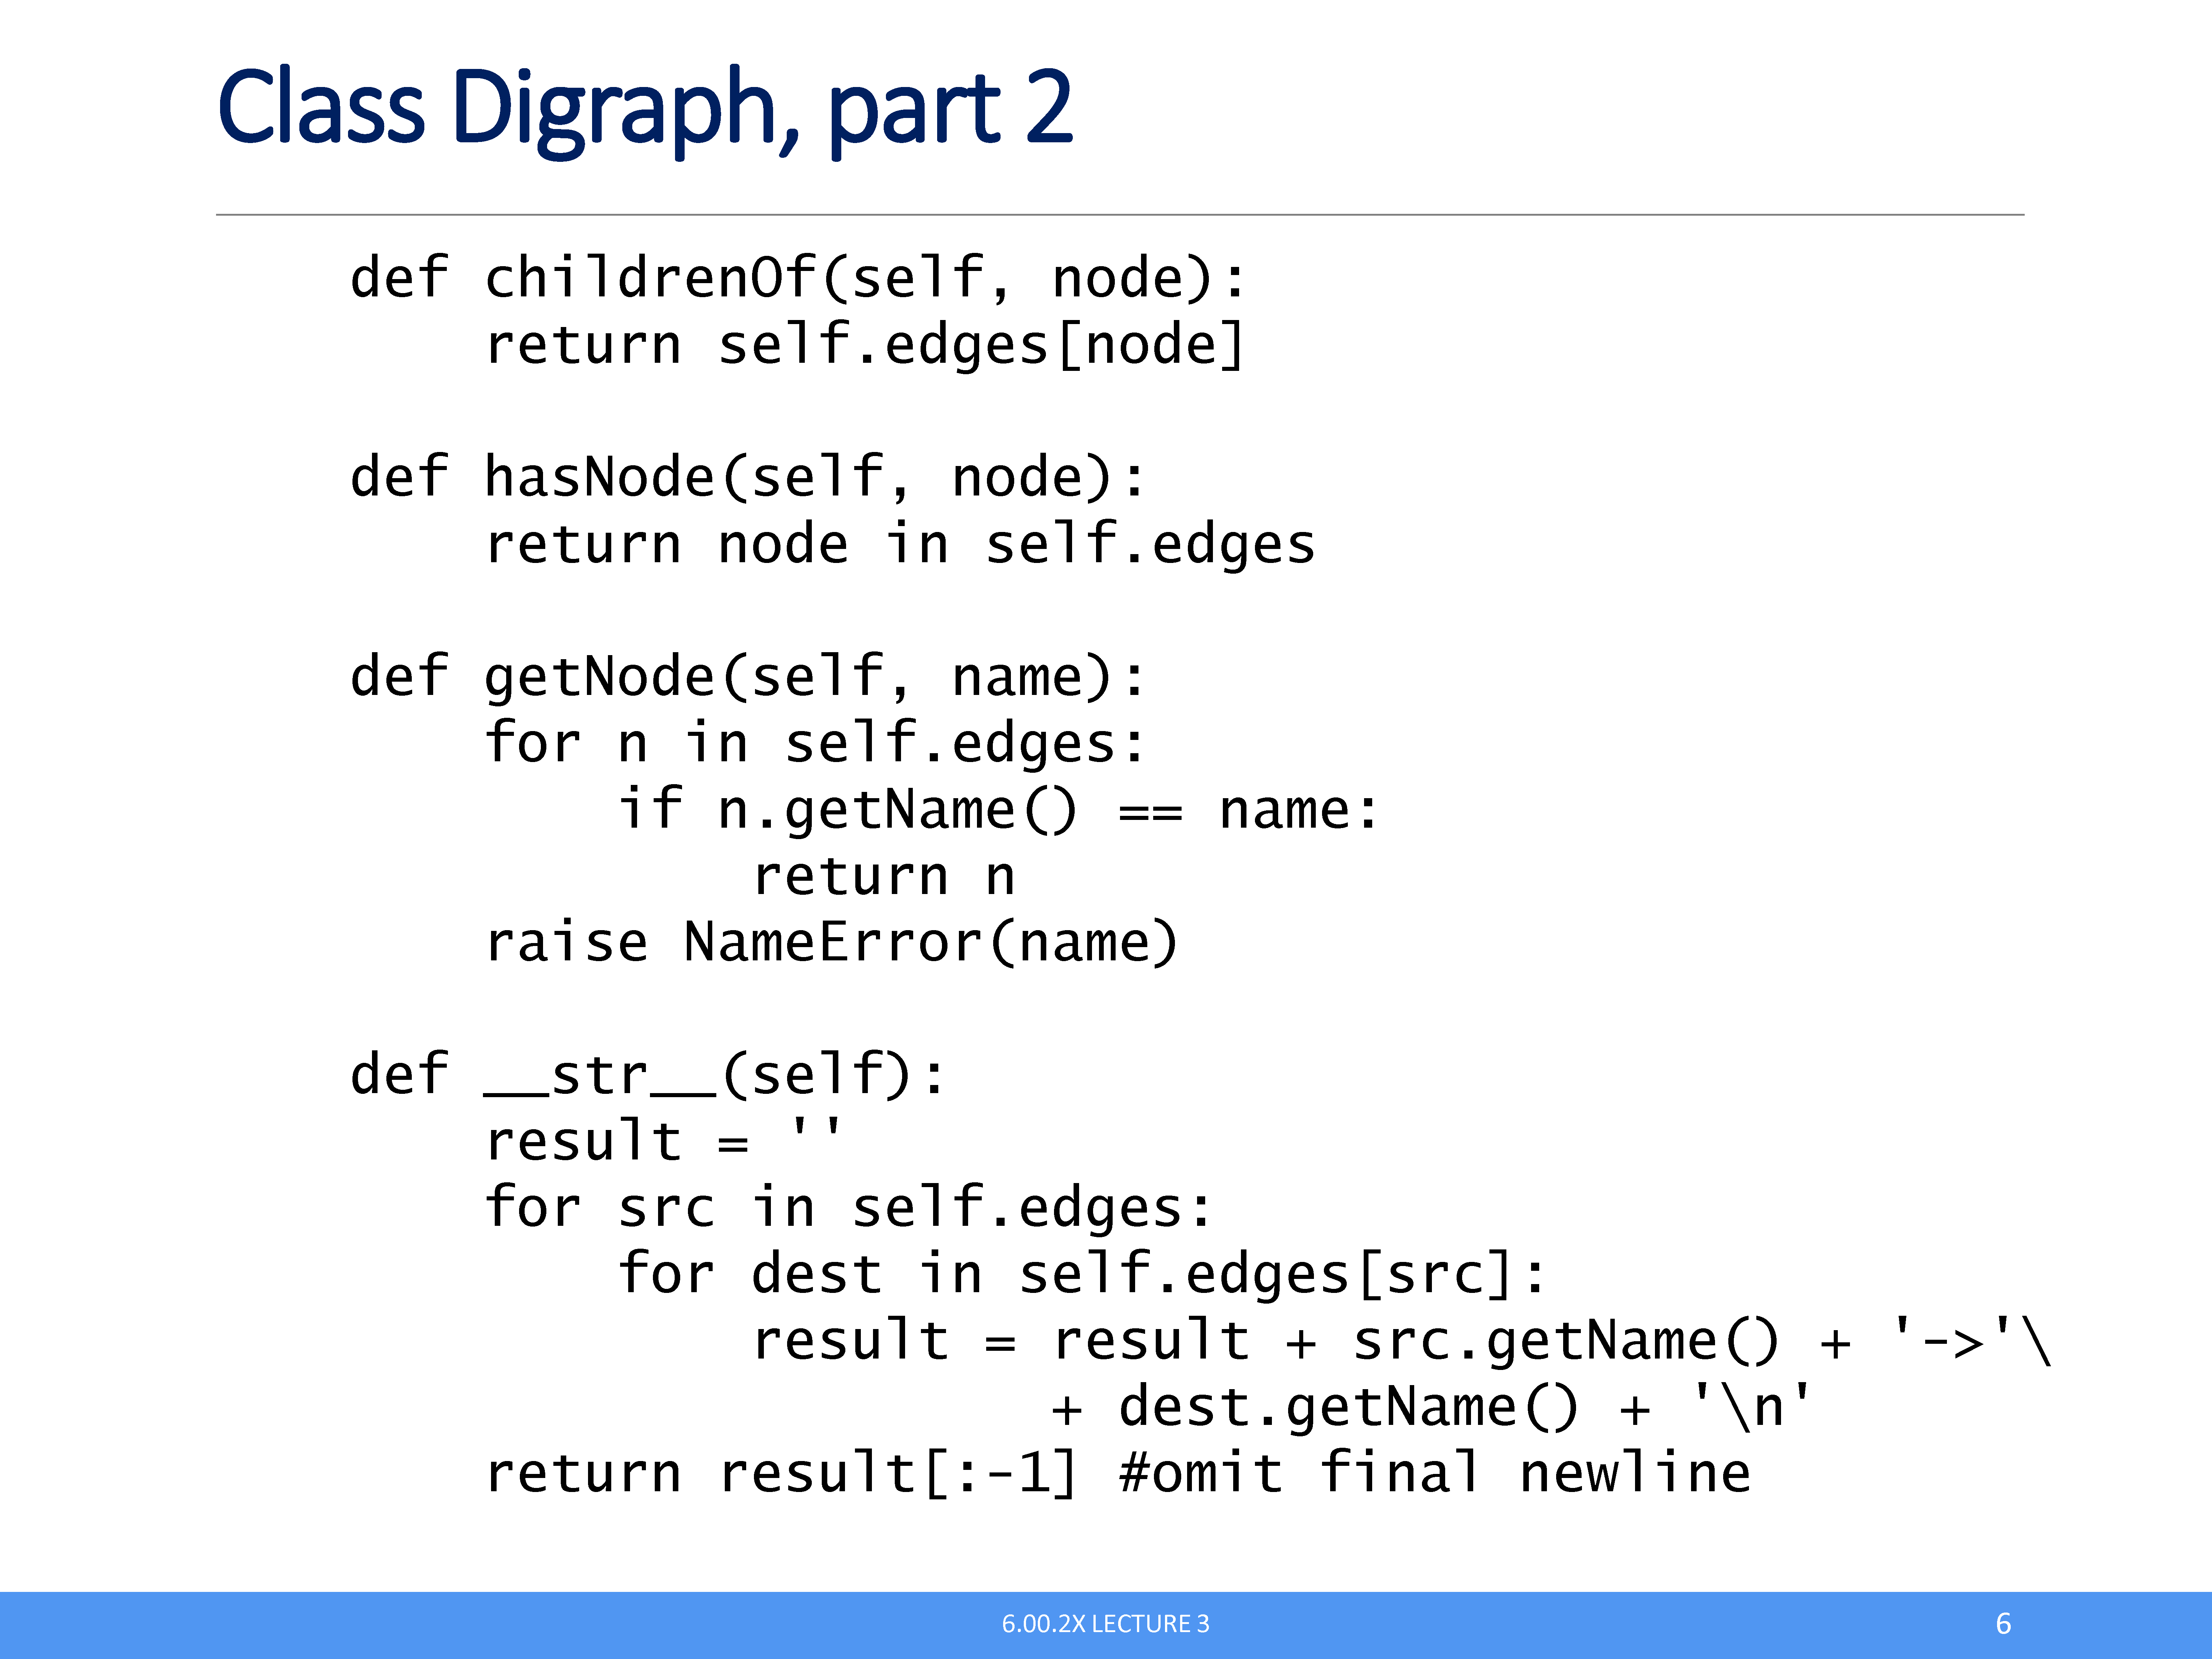 Class Digraph, part 2
def childrenOf(self, node):
    return self.edges[node]
def hasNode(self, node):
    return node in self.edges
def getNode(self, name):
    for n in self.edges:
        if n.getName() == name:
            return n
    raise NameError(name)
def __str__(self):
    result = ''
    for src in self.edges:
        for dest in self.edges[src]:
            result = result + src.getName() + '->'\
                     + dest.getName() + '\n'
    return result[:-1] #omit final newline
6.00.2X LECTURE 3
6